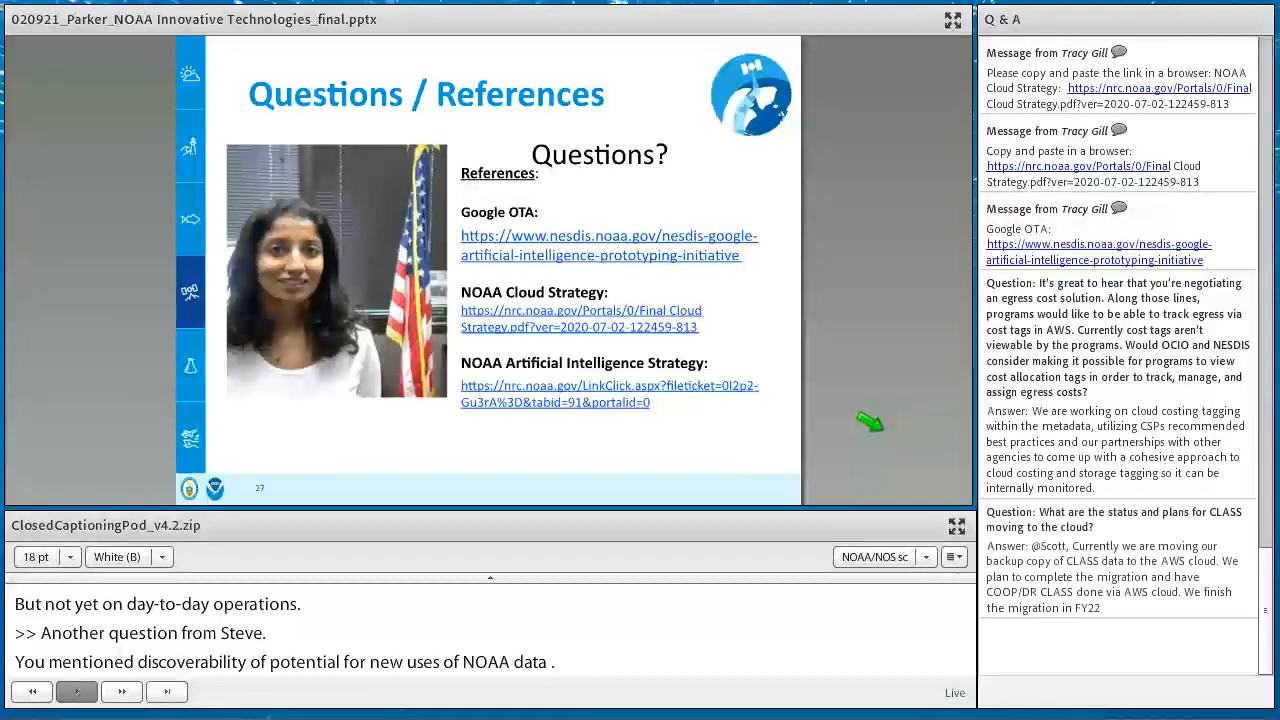 020921_Parker_NOAA Innovative Technologies_final.pptx
Questions / References
Questions?
References:
Google OTA:
https://www.nesdis.noaa.gov/nesdis-google-
artificial-intelligence-prototyping-initiative
NOAA Cloud Strategy:
https://nrc.noaa.gov/Portals/0/Final Cloud
Strategy.pdf?ver=2020-07-02-122459-813
NOAA Artificial Intelligence Strategy:
https://nrc.noaa.gov/LinkClick.aspx?fileticket=0I2p2-
Gu3rA%3D&tabid=91&portalid=0
27
ClosedCaptioningPod_v4.2.zip
18 pt
White (B)
NOAA/NOS sc
But not yet on day-to-day operations.
>> Another question from Steve.
You mentioned discoverability of potential for new uses of NOAA data .
Live
Q & A
Message from Tracy Gill
Please copy and paste the link in a browser: NOAA
Cloud Strategy: https://nrc.noaa.gov/Portals/0/Final
Cloud Strategy.pdf?ver=2020-07-02-122459-813
Message from Tracy Gill
Copy and paste in a browser:
https://nrc.noaa.gov/Portals/0/Final Cloud
Strategy.pdf?ver=2020-07-02-122459-813
Message from Tracy Gill
Google OTA:
https://www.nesdis.noaa.gov/nesdis-google-
artificial-intelligence-prototyping-initiative
Question: It's great to hear that you're negotiating
an egress cost solution. Along those lines,
programs would like to be able to track egress via
cost tags in AWS. Currently cost tags aren't
viewable by the programs. Would OCIO and NESDIS
consider making it possible for programs to view
cost allocation tags in order to track, manage, and
assign egress costs?
Answer: We are working on cloud costing tagging
within the metadata, utilizing CSPs recommended
best practices and our partnerships with other
agencies to come up with a cohesive approach to
cloud costing and storage tagging so it can be
internally monitored.
Question: What are the status and plans for CLASS
moving to the cloud?
Answer: @Scott, Currently we are moving our
backup copy of CLASS data to the AWS cloud. We
plan to complete the migration and have
COOP/DR CLASS done via AWS cloud. We finish
the migration in FY22